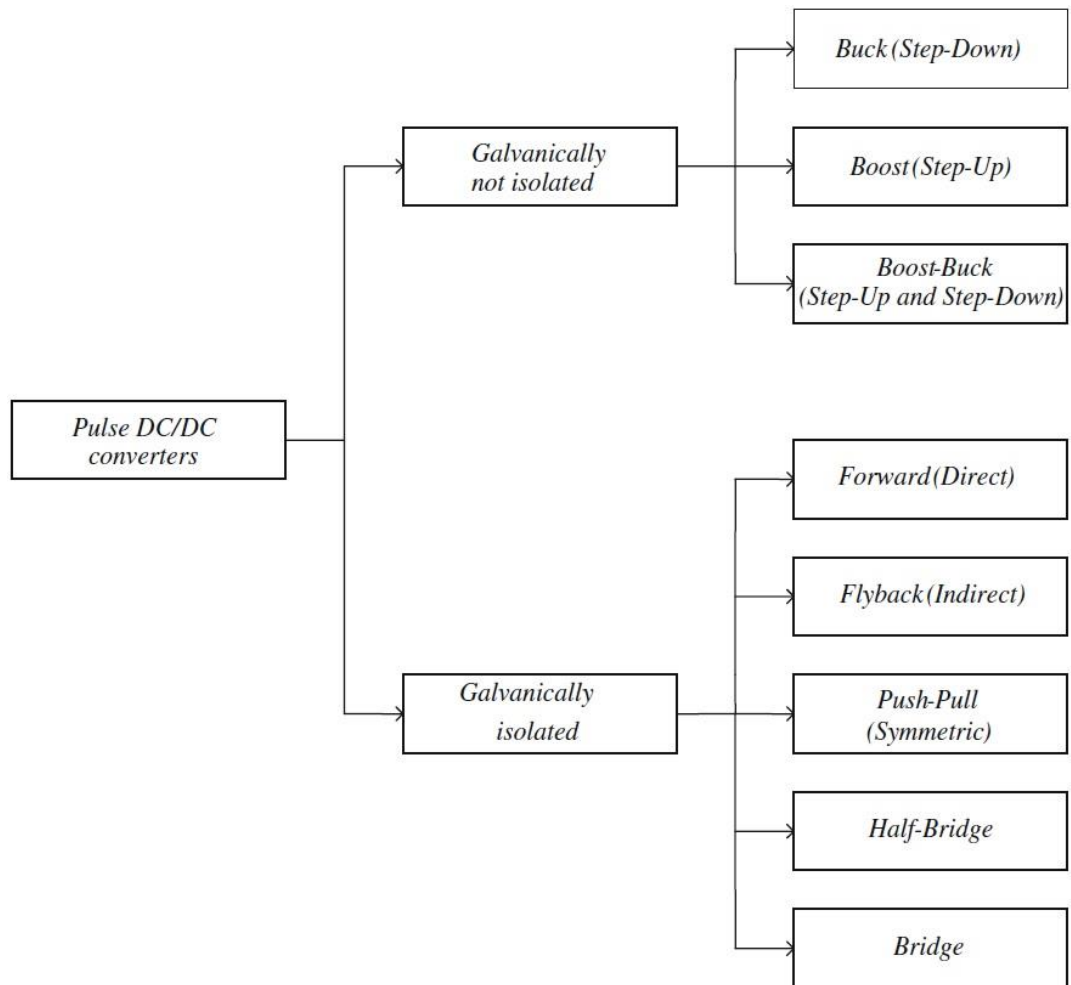 Buck (Step-Down)
Galvanically
not isolated
Boost (Step-Up)
Boost-Buck
(Step-Up and Step-Down)
Pulse DC/DC
converters
Forward (Direct)
Flyback (Indirect)
Galvanically
isolated
Push-Pull
(Symmetric)
Half-Bridge
Bridge